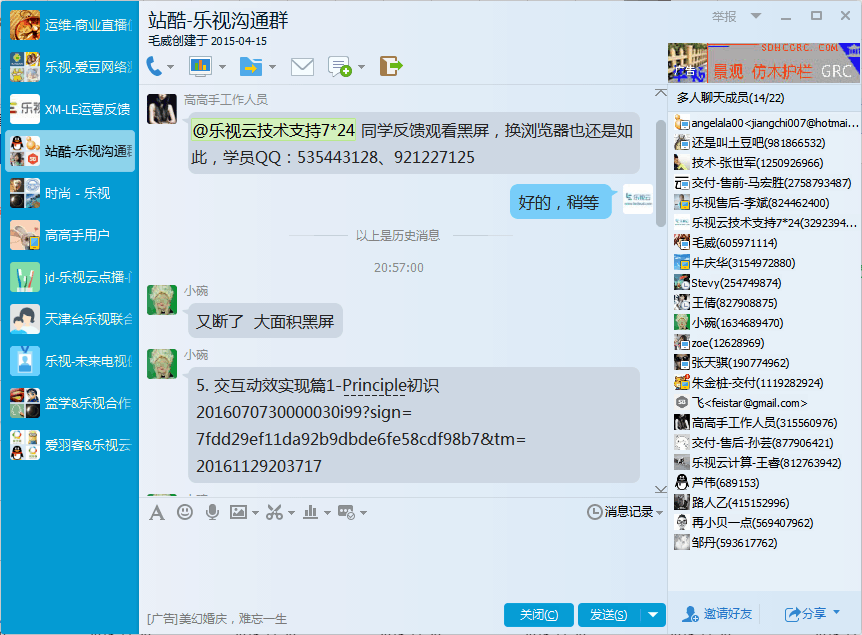 站酷-乐视沟通群
毛威创建于 2015-04-15
举报
运维-商业直播
乐视-爱豆网络
XM-LE运营反馈
站酷-乐视沟通群
时尚 - 乐视
高高手用户
jd-乐视云点播-
天津台乐视联合
乐视-未来电视
益学&乐视合作
爱羽客&乐视云
高高手工作人员
@乐视云技术支持7*24 同学反馈观看黑屏，换浏览器也还是如
此，学员QQ：535443128、921227125
好的，稍等
以上是历史消息
20:57:00
小碗
又断了 大面积黑屏
小碗
5. 交互动效实现篇1-Principle初识
2016070730000030i99?sign=
7fdd29ef11da92b9dbde6fe58cdf98b7&tm=
20161129203717
消息记录
[广告]美幻婚庆，难忘一生
关闭(C)
发送(S)
SDHCGRC.COM
广告
景观 仿木护栏 GRC
多人聊天成员(14/22)
angelala00<jiangchi007@hotmai...
还是叫土豆吧(981866532)
技术-张世军(1250926966)
交付-售前-马宏胜(2758793487)
乐视售后-李斌(824462400)
乐视云技术支持7*24(3292394...
毛威(605971114)
牛庆华(3154972880)
Stevy(254749874)
王倩(827908875)
小碗(1634689470)
zoe(12628969)
张天骐(190774962)
朱金桩-交付(1119282924)
飞<feistar@gmail.com>
高高手工作人员(315560976)
交付-售后-孙芸(877906421)
乐视云计算-王睿(812763942)
芦伟(689153)
路人乙(415152996)
再小贝一点(569407962)
邹丹(593617762)
邀请好友
分享